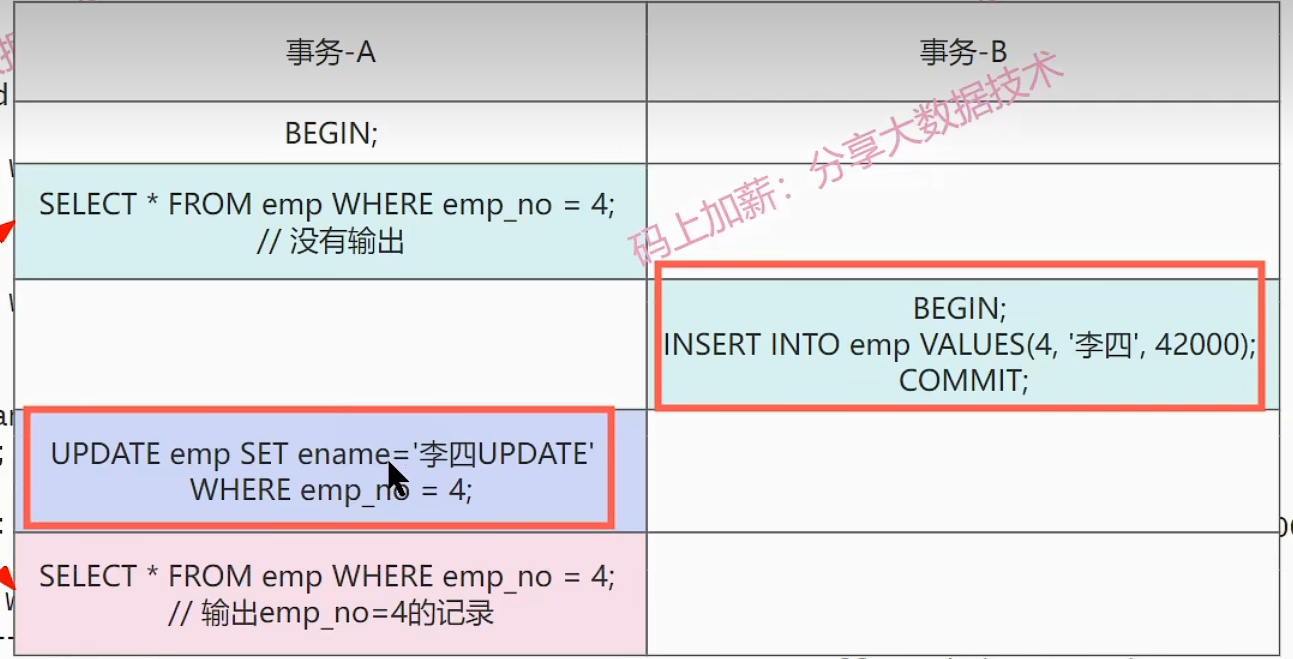 事务-A
事务-B
BEGIN;
SELECT * FROM emp WHERE emp_no = 4;
// 没有输出
码上加薪：分享大数据技术
BEGIN;
INSERT INTO emp VALUES(4, '李四', 42000);
COMMIT;
UPDATE emp SET ename='李四UPDATE'
WHERE emp_no = 4;
SELECT * FROM emp WHERE emp_no = 4;
// 输出emp_no=4的记录